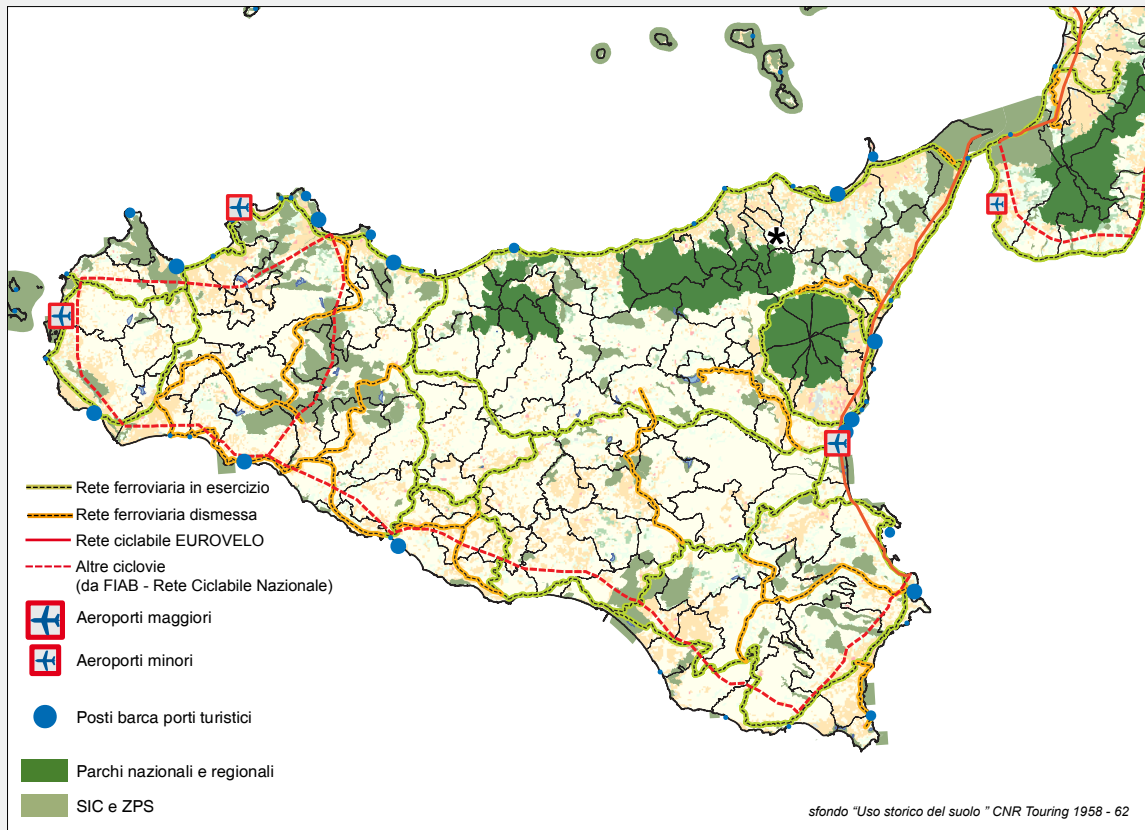 *
Rete ferroviaria in esercizio
Rete ferroviaria dismessa
Rete ciclabile EUROVELO
Altre ciclovie
(da FIAB - Rete Ciclabile Nazionale)
Aeroporti maggiori
Aeroporti minori
Posti barca porti turistici
Parchi nazionali e regionali
SIC e ZPS
sfondo "Uso storico del suolo " CNR Touring 1958 - 62